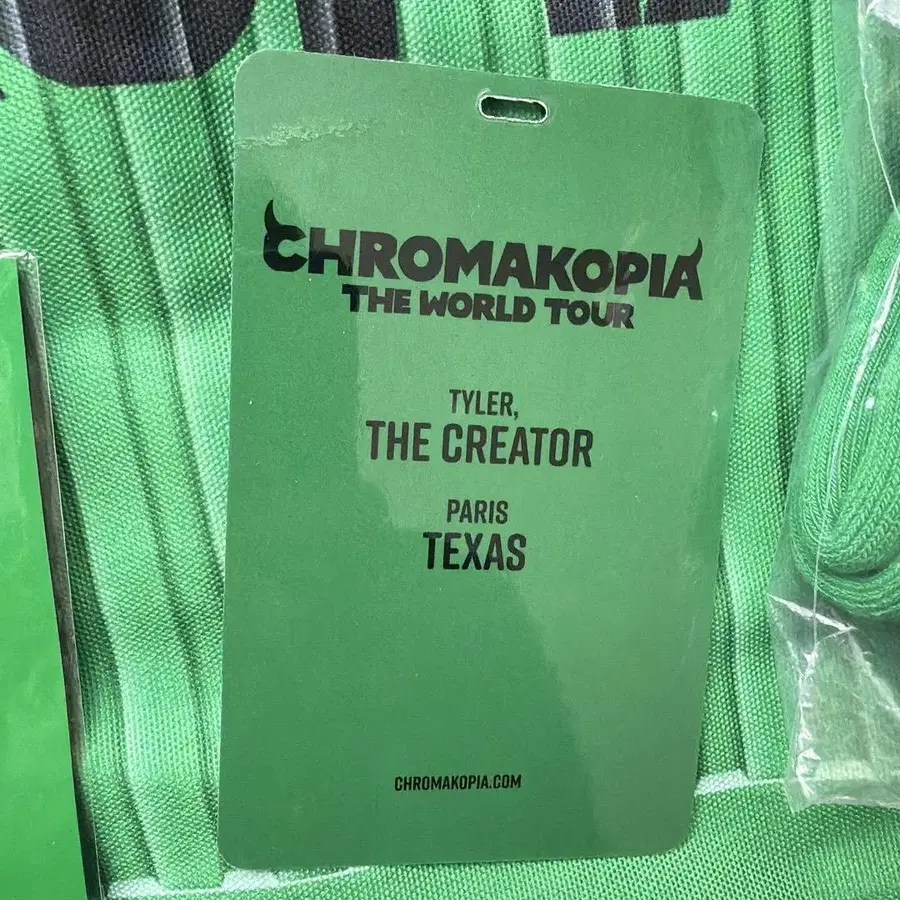 CHROMAKOPIA
THE WORLD TOUR
TYLER,
THE CREATOR
PARIS
TEXAS
CHROMAKOPIA.COM